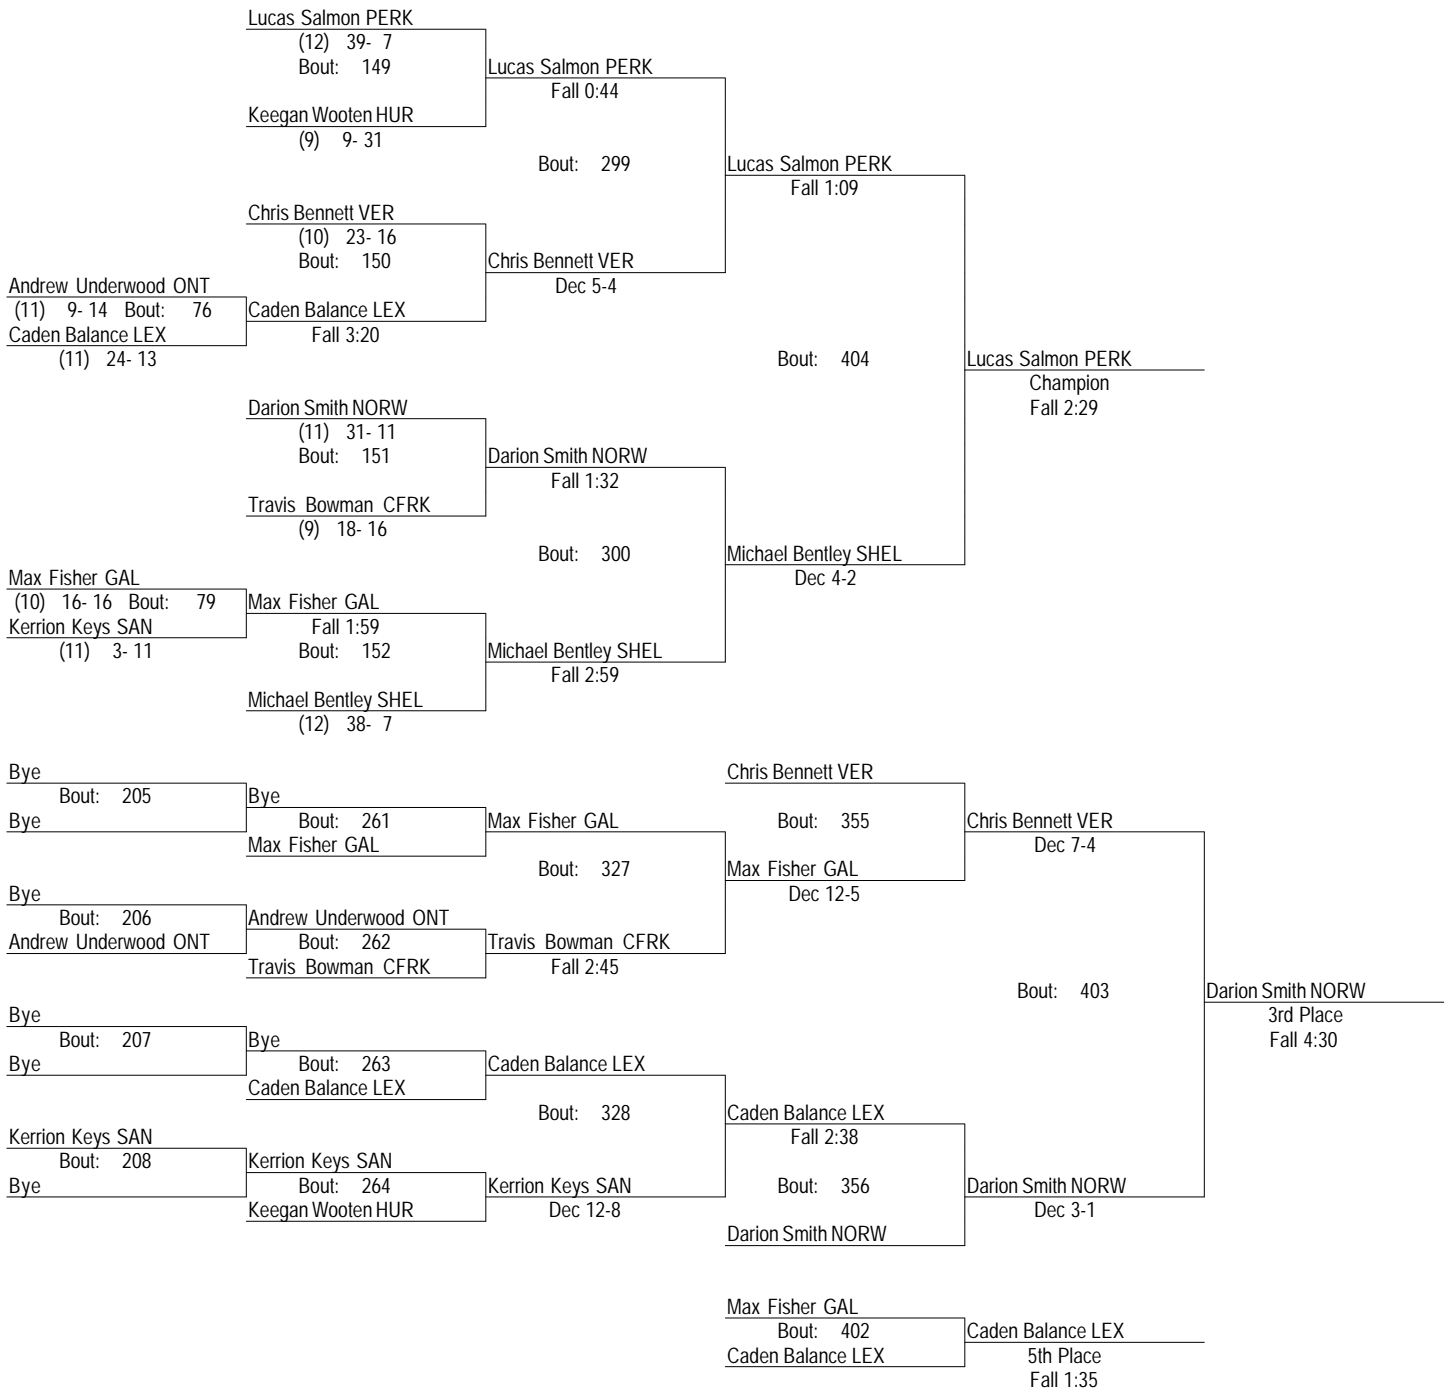 Lucas Salmon PERK
(12) 39- 7
Bout: 149
Lucas Salmon PERK
Fall 0:44
Keegan Wooten HUR
(9) 9- 31
Bout: 299
Lucas Salmon PERK
Fall 1:09
Chris Bennett VER
(10) 23- 16
Bout: 150
Chris Bennett VER
Dec 5-4
Andrew Underwood ONT
(11) 9- 14 Bout: 76
Caden Balance LEX
Fall 3:20
Caden Balance LEX
(11) 24- 13
Bout: 404
Lucas Salmon PERK
Champion
Fall 2:29
Darion Smith NORW
(11) 31- 11
Bout: 151
Darion Smith NORW
Fall 1:32
Travis Bowman CFRK
(9) 18- 16
Bout: 300
Michael Bentley SHEL
Dec 4-2
Max Fisher GAL
(10) 16- 16 Bout: 79
Max Fisher GAL
Fall 1:59
Kerrion Keys SAN
(11) 3- 11
Bout: 152
Michael Bentley SHEL
Fall 2:59
Michael Bentley SHEL
(12) 38- 7
Bye
Bout: 205
Bye
Bye
Bout: 261
Max Fisher GAL
Max Fisher GAL
Bout: 327
Chris Bennett VER
Bout: 355
Chris Bennett VER
Dec 7-4
Max Fisher GAL
Dec 12-5
Bye
Bout: 206
Andrew Underwood ONT
Andrew Underwood ONT
Bout: 262
Travis Bowman CFRK
Travis Bowman CFRK
Fall 2:45
Bout: 403
Darion Smith NORW
3rd Place
Fall 4:30
Bye
Bout: 207
Bye
Bye
Bout: 263
Caden Balance LEX
Caden Balance LEX
Bout: 328
Caden Balance LEX
Fall 2:38
Kerrion Keys SAN
Bout: 208
Bye
Kerrion Keys SAN
Bout: 264
Keegan Wooten HUR
Kerrion Keys SAN
Dec 12-8
Bout: 356
Darion Smith NORW
Dec 3-1
Darion Smith NORW
Max Fisher GAL
Bout: 402
Caden Balance LEX
Caden Balance LEX
5th Place
Fall 1:35